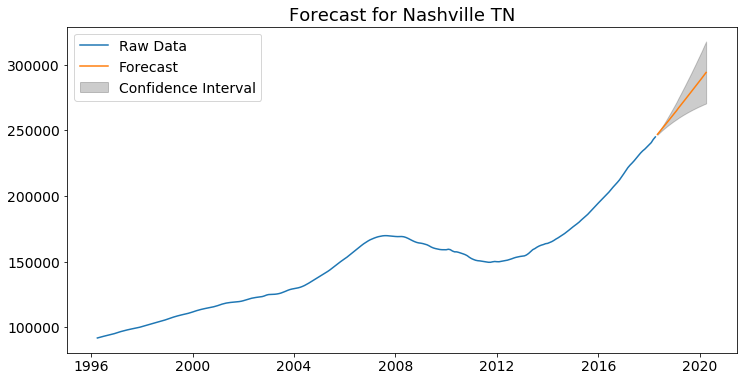 Forecast for Nashville TN
Raw Data
Forecast
Confidence Interval
300000
250000
200000
150000
100000
1996 2000 2004 2008 2012 2016 2020